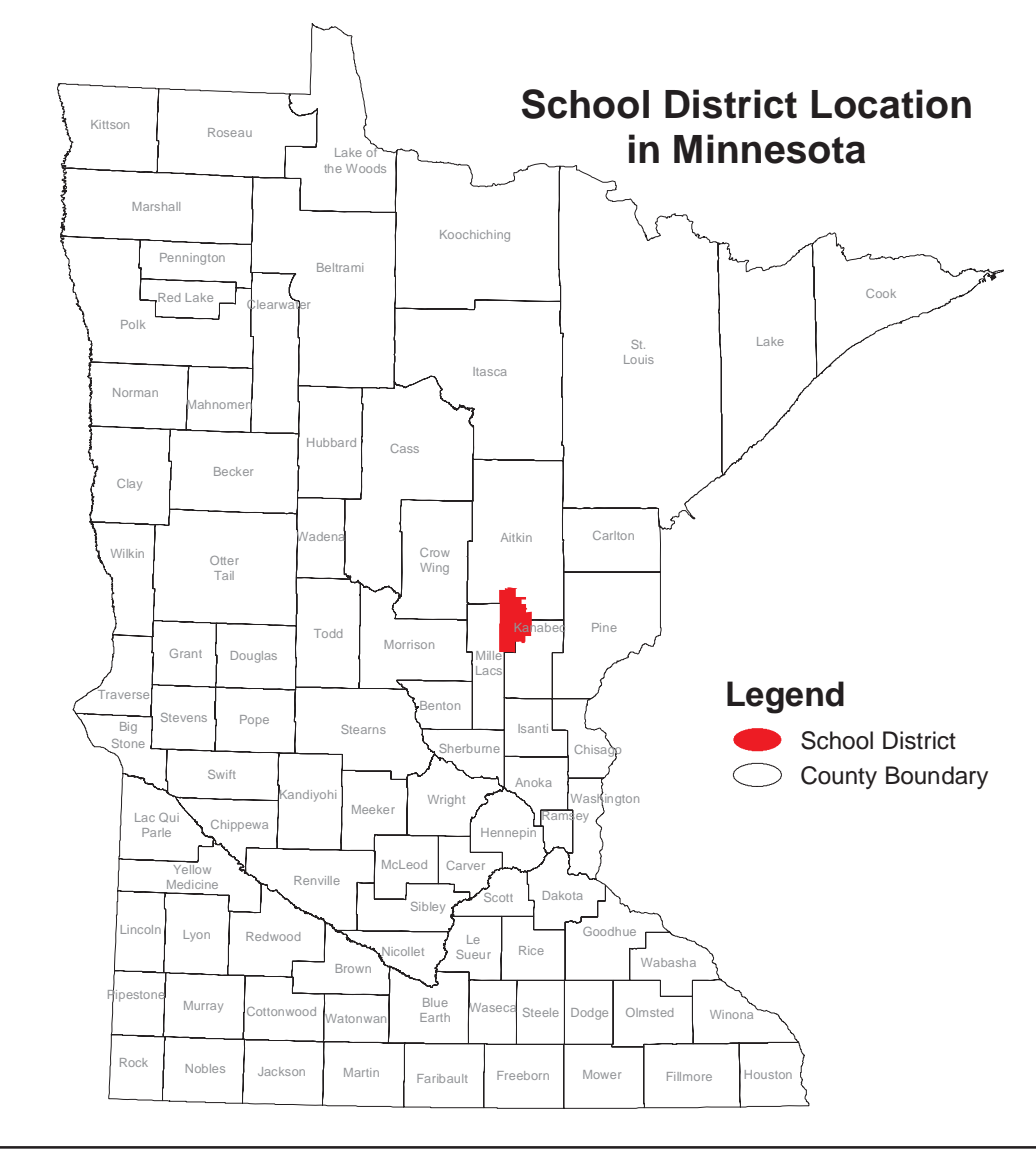 School District Location
in Minnesota
Kittson
Roseau
Lake of
the Woods
Marshall
Koochiching
Pennington
Beltrami
Red Lake
Clearwater
Cook
Polk
St.
Louis
Lake
Itasca
Norman
Mahnomen
Hubbard
Cass
Becker
Clay
Wadena
Aitkin
Carlton
Wilkin
Crow
Wing
Otter
Tail
Kanabec
Pine
Todd
Morrison
Grant
Douglas
Mille
Lacs
Traverse
Legend
School District
County Boundary
Stevens
Pope
Benton
Big
Stone
Stearns
Isanti
Sherburne
Chisago
Swift
Kandiyohi
Anoka
Meeker
Wright
Washington
Ramsey
Lac Qui
Parle
Chippewa
Hennepin
McLeod
Carver
Yellow
Medicine
Renville
Scott
Dakota
Sibley
Lincoln
Lyon
Redwood
Goodhue
Nicollet
Le
Sueur
Rice
Brown
Wabasha
Pipestone
Murray
Cottonwood
Watonwan
Blue
Earth
Waseca
Steele
Dodge
Olmsted
Winona
Rock
Nobles
Jackson
Martin
Faribault
Freeborn
Mower
Fillmore
Houston